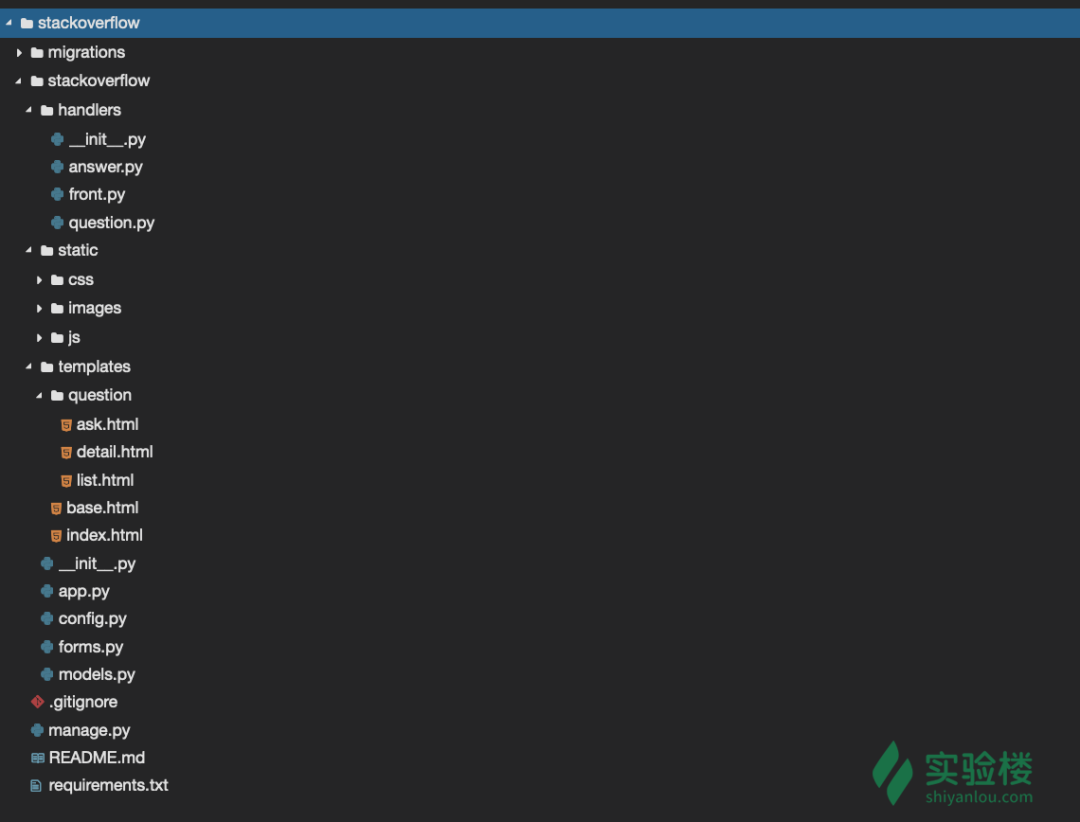 stackoverflow
migrations
stackoverflow
handlers
__init__.py
answer.py
front.py
question.py
static
css
images
js
templates
question
ask.html
detail.html
list.html
base.html
index.html
__init__.py
app.py
config.py
forms.py
models.py
.gitignore
manage.py
README.md
requirements.txt
实验楼
shiyanlou.com